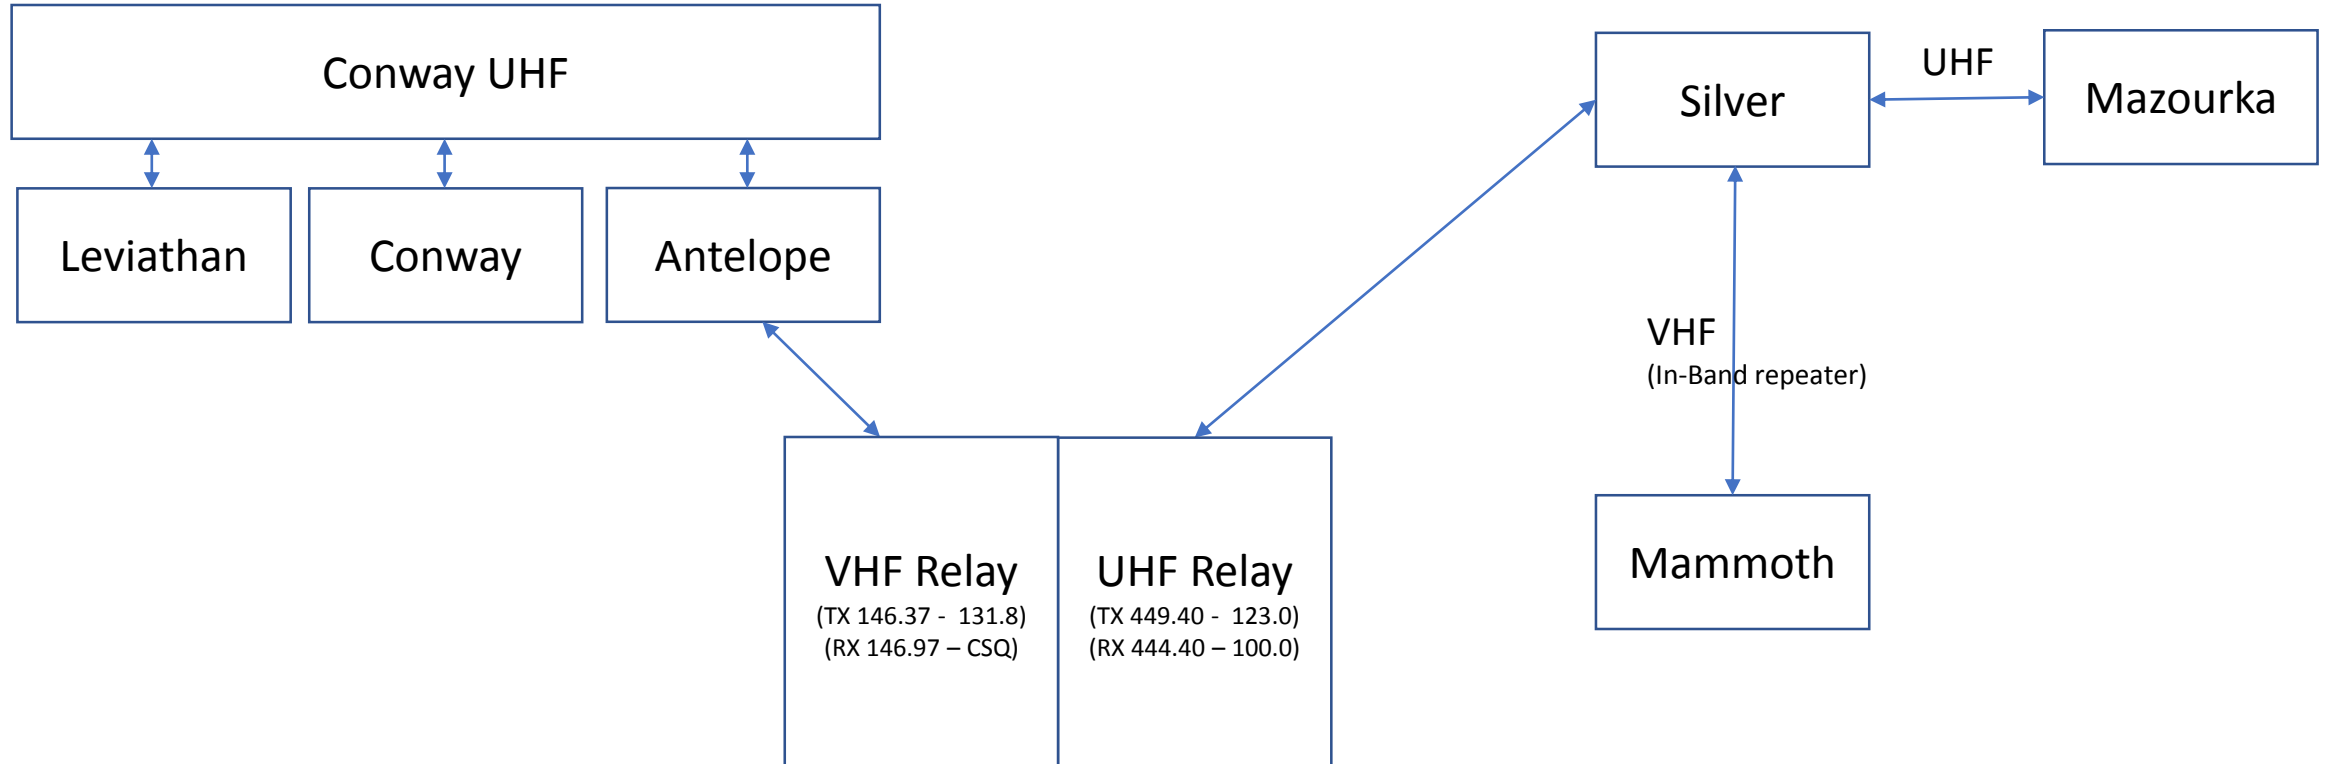 Conway UHF
Leviathan
Conway
Antelope
Silver
UHF
Mazourka
VHF
(In-Band repeater)
Mammoth
VHF Relay
(TX 146.37 -  131.8)
(RX 146.97 – CSQ)
UHF Relay
(TX 449.40 -  123.0)
(RX 444.40 – 100.0)